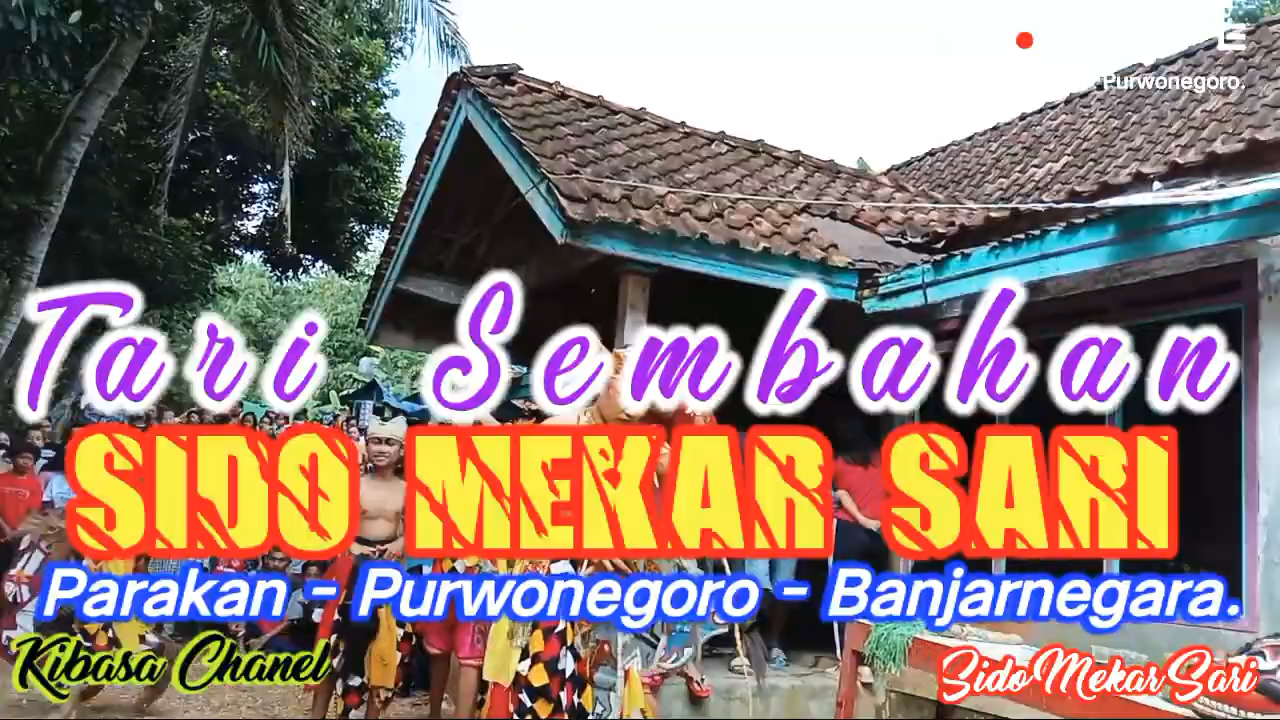 Purwonegoro.
Tari Sembahan
SIDO MEKAR SARI
Parakan - Purwonegoro - Banjarnegara.
Kibasa Chanel
Sido Mekar Sari